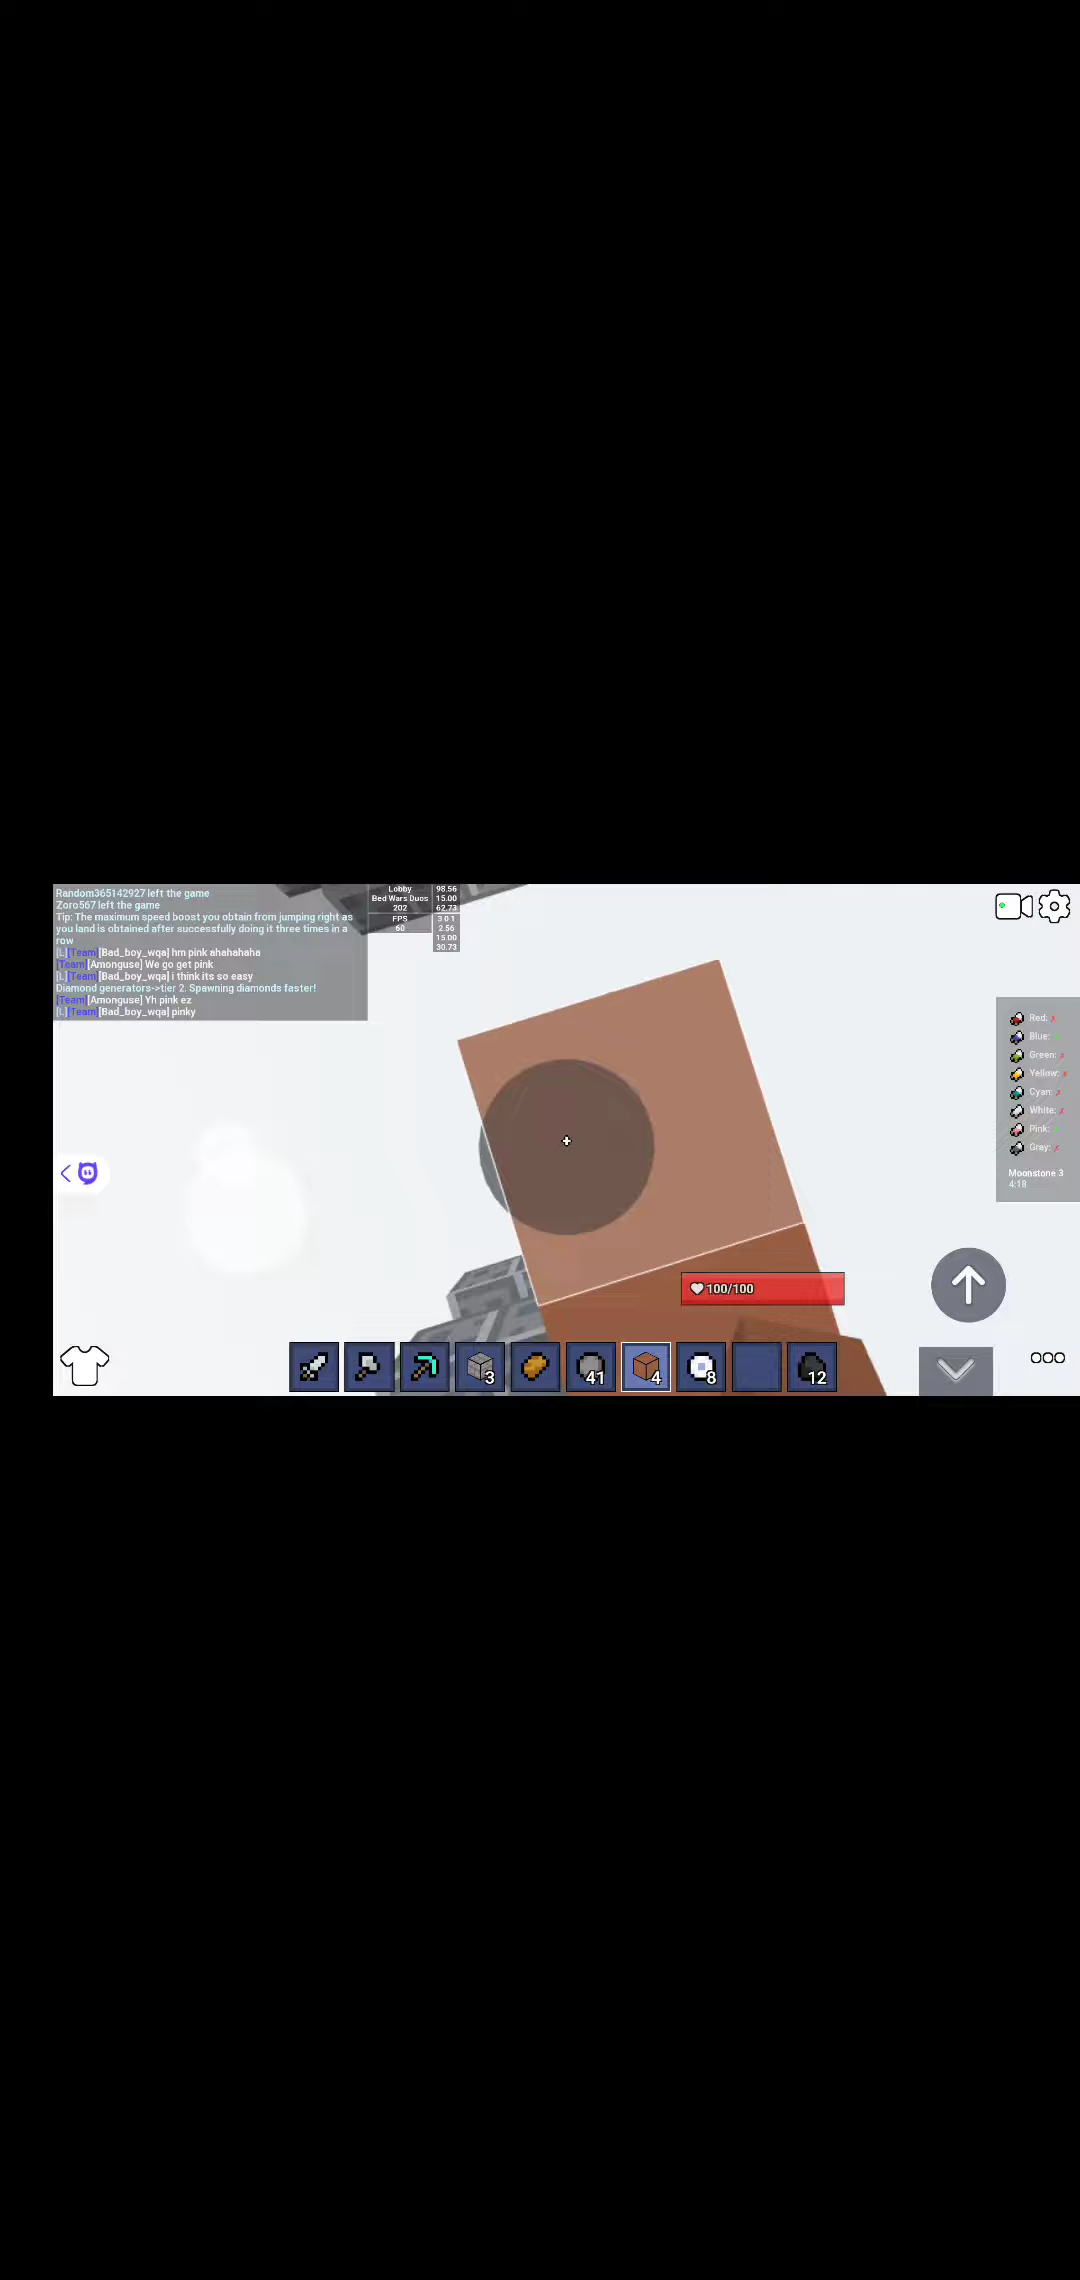 Random365142927 left the game
Zoro567 left the game
Tip: The maximum speed boost you obtain from jumping right as
you land is obtained after successfully doing it three times in a
row
[L][Team][Bad_boy_wqa] hm pink ahahahaha
[Team][Amonguse] We go get pink
[L][Team][Bad_boy_wqa] i think its so easy
Diamond generators->tier 2. Spawning diamonds faster!
[Team][Amonguse] Yh pink ez
[L][Team][Bad_boy_wqa] pinky
Lobby
Bed Wars Duos
202
FPS
60
98.56
15.00
62.73
3 0 1
2.56
15.00
30.73
Red: ✗
Blue:
Green: ✗
Yellow: ✗
Cyan: ✗
White: ✗
Pink:
Gray: ✗
Moonstone 3
4:18
100/100
3
41
4
8
12